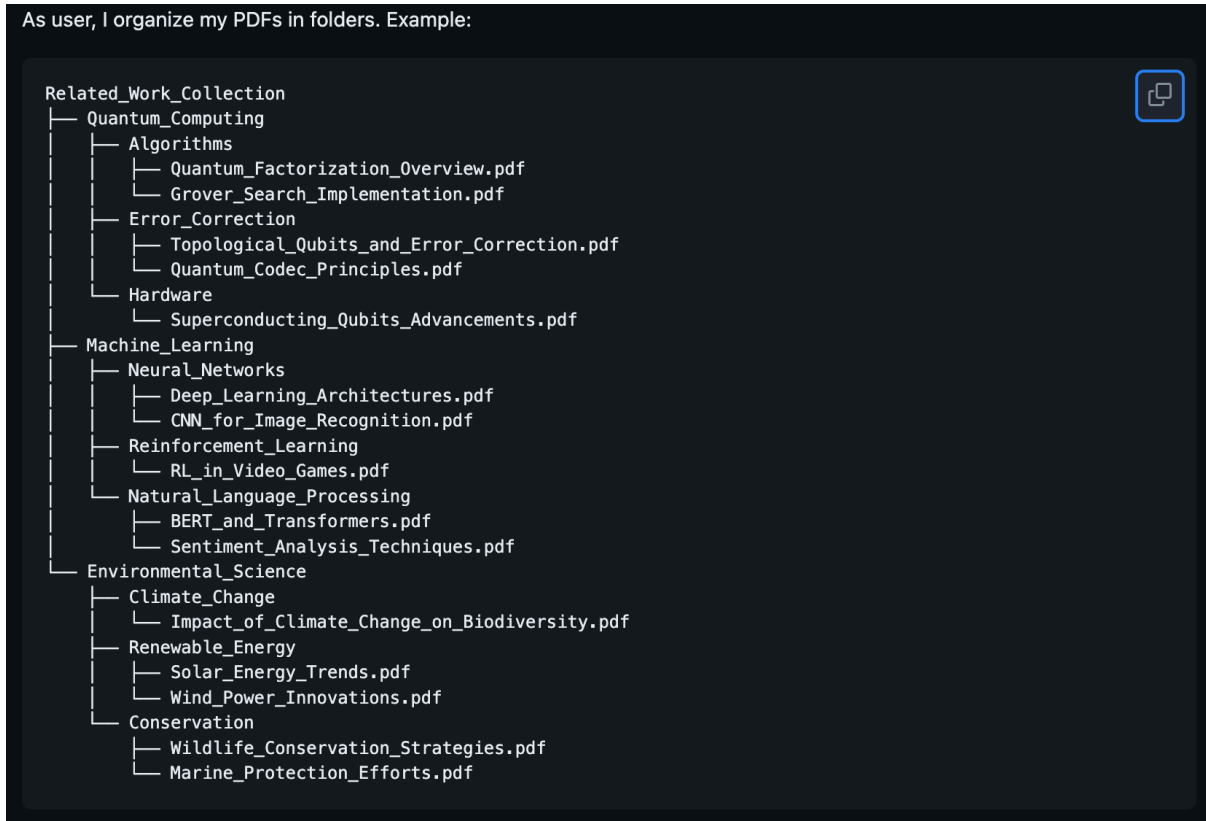 As user, I organize my PDFs in folders. Example:
Related_Work_Collection
├── Quantum_Computing
│   ├── Algorithms
│   │   ├── Quantum_Factorization_Overview.pdf
│   │   └── Grover_Search_Implementation.pdf
│   ├── Error_Correction
│   │   ├── Topological_Qubits_and_Error_Correction.pdf
│   │   └── Quantum_Codec_Principles.pdf
│   └── Hardware
│       └── Superconducting_Qubits_Advancements.pdf
├── Machine_Learning
│   ├── Neural_Networks
│   │   ├── Deep_Learning_Architectures.pdf
│   │   └── CNN_for_Image_Recognition.pdf
│   ├── Reinforcement_Learning
│   │   └── RL_in_Video_Games.pdf
│   └── Natural_Language_Processing
│       ├── BERT_and_Transformers.pdf
│       └── Sentiment_Analysis_Techniques.pdf
└── Environmental_Science
    ├── Climate_Change
    │   └── Impact_of_Climate_Change_on_Biodiversity.pdf
    ├── Renewable_Energy
    │   ├── Solar_Energy_Trends.pdf
    │   └── Wind_Power_Innovations.pdf
    └── Conservation
        ├── Wildlife_Conservation_Strategies.pdf
        └── Marine_Protection_Efforts.pdf